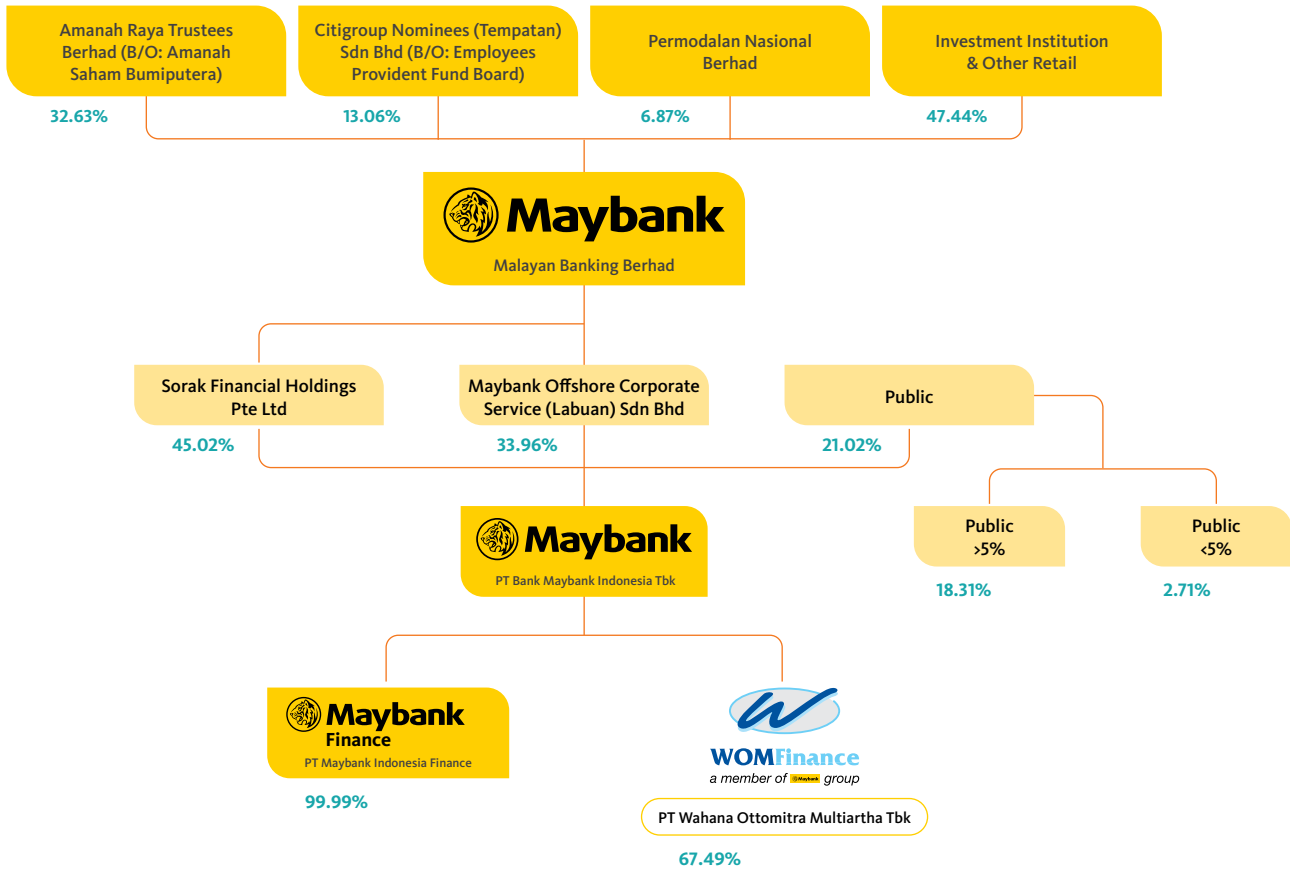 Amanah Raya Trustees
Berhad (B/O: Amanah
Saham Bumiputera)
Citigroup Nominees (Tempatan)
Sdn Bhd (B/O: Employees
Provident Fund Board)
Permodalan Nasional
Berhad
Investment Institution
& Other Retail
32.63%
13.06%
6.87%
47.44%
Maybank
Malayan Banking Berhad
Sorak Financial Holdings
Pte Ltd
Maybank Offshore Corporate
Service (Labuan) Sdn Bhd
Public
45.02%
33.96%
21.02%
Maybank
PT Bank Maybank Indonesia Tbk
Public
>5%
Public
<5%
18.31%
2.71%
Maybank
Finance
PT Maybank Indonesia Finance
99.99%
WOMFinance
a member of Maybank group
PT Wahana Ottomitra Multiartha Tbk
67.49%